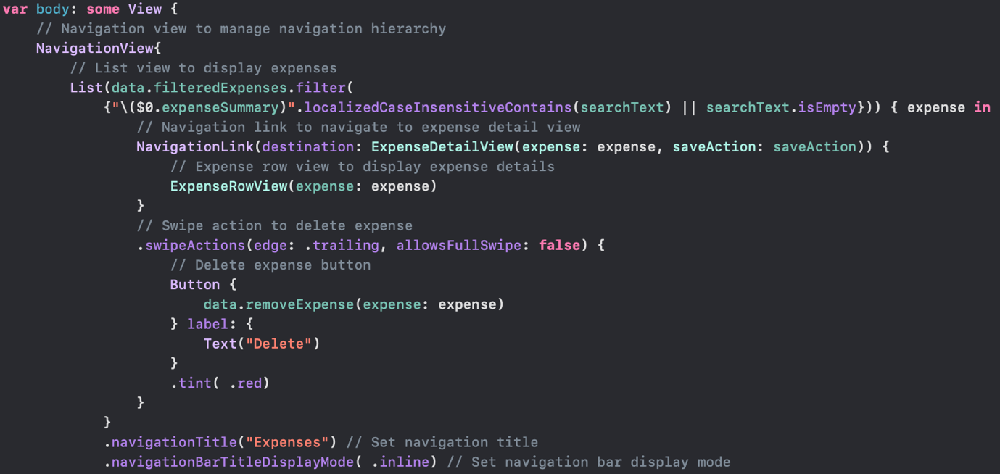 var body: some View {
    // Navigation view to manage navigation hierarchy
    NavigationView{
        // List view to display expenses
        List(data.filteredExpenses.filter(
            {"\($0.expenseSummary)".localizedCaseInsensitiveContains(searchText) || searchText.isEmpty})) { expense in
                // Navigation link to navigate to expense detail view
                NavigationLink(destination: ExpenseDetailView(expense: expense, saveAction: saveAction)) {
                    // Expense row view to display expense details
                    ExpenseRowView(expense: expense)
                }
                // Swipe action to delete expense
                .swipeActions(edge: .trailing, allowsFullSwipe: false) {
                    // Delete expense button
                    Button {
                        data.removeExpense(expense: expense)
                    } label: {
                        Text("Delete")
                    }
                    .tint( .red)
                }
            }
            .navigationTitle("Expenses") // Set navigation title
            .navigationBarTitleDisplayMode( .inline) // Set navigation bar display mode